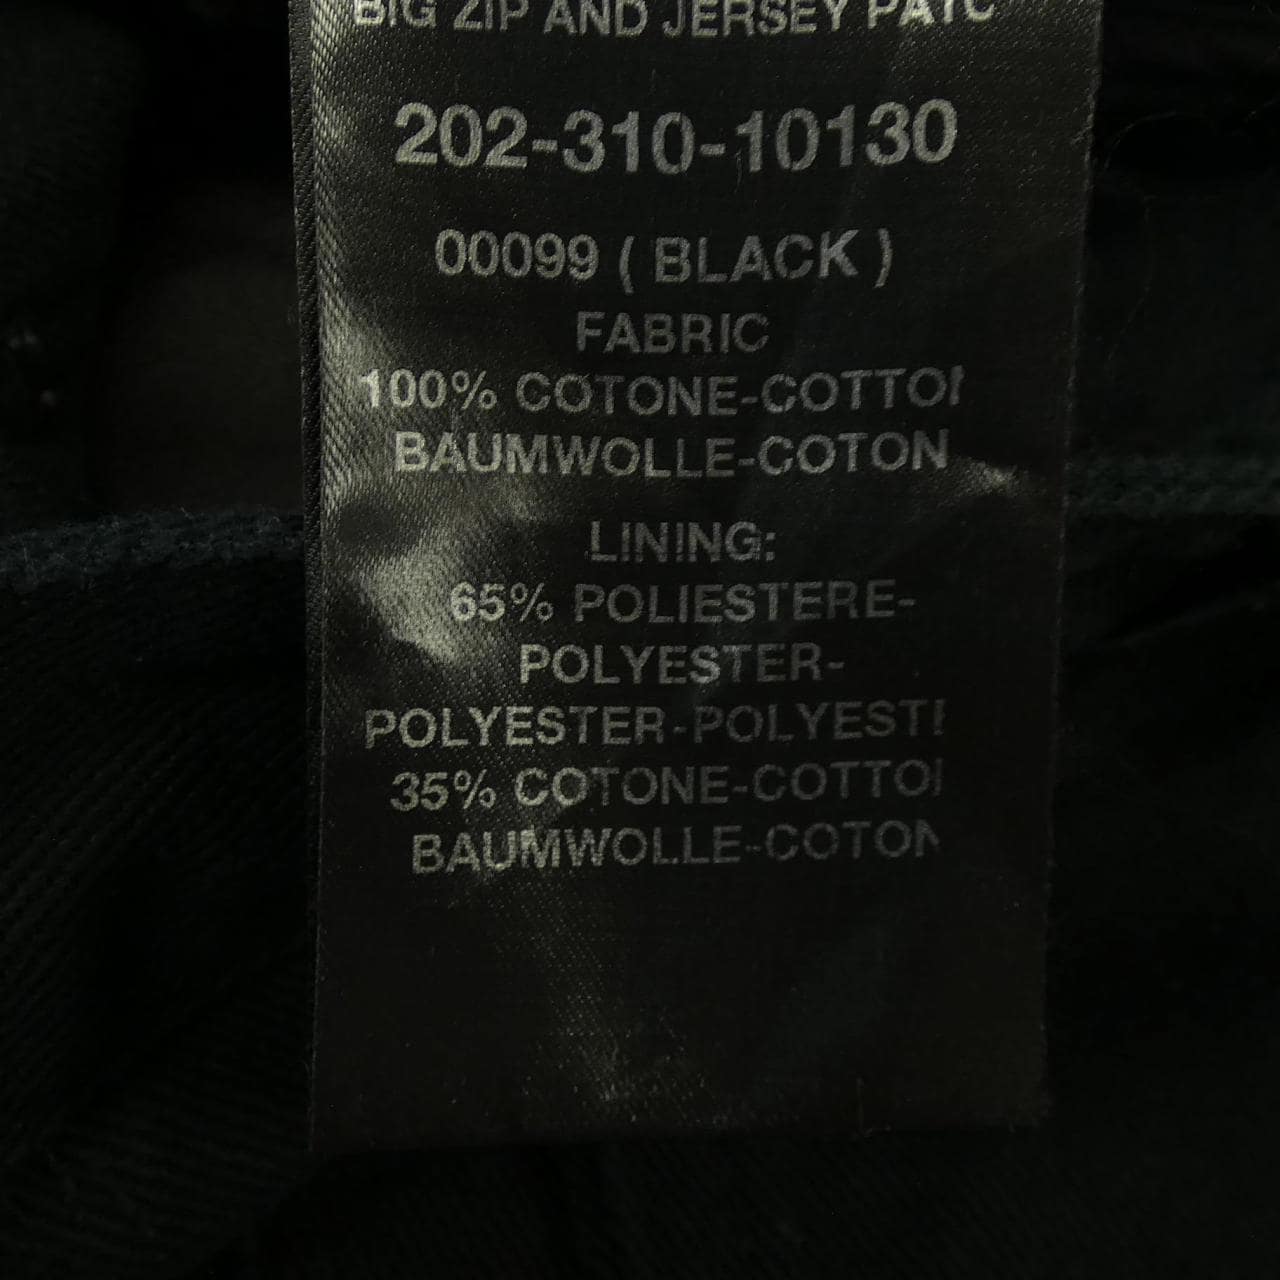 BIG ZIP AND JERSEY PATC
202-310-10130
00099 ( BLACK )
FABRIC
100% COTONE-COTTO
BAUMWOLLE-COTON
LINING:
65% POLIESTERE-
POLYESTER-
POLYESTER-POLYEST
35% COTONE-COTTO
BAUMWOLLE-COTON